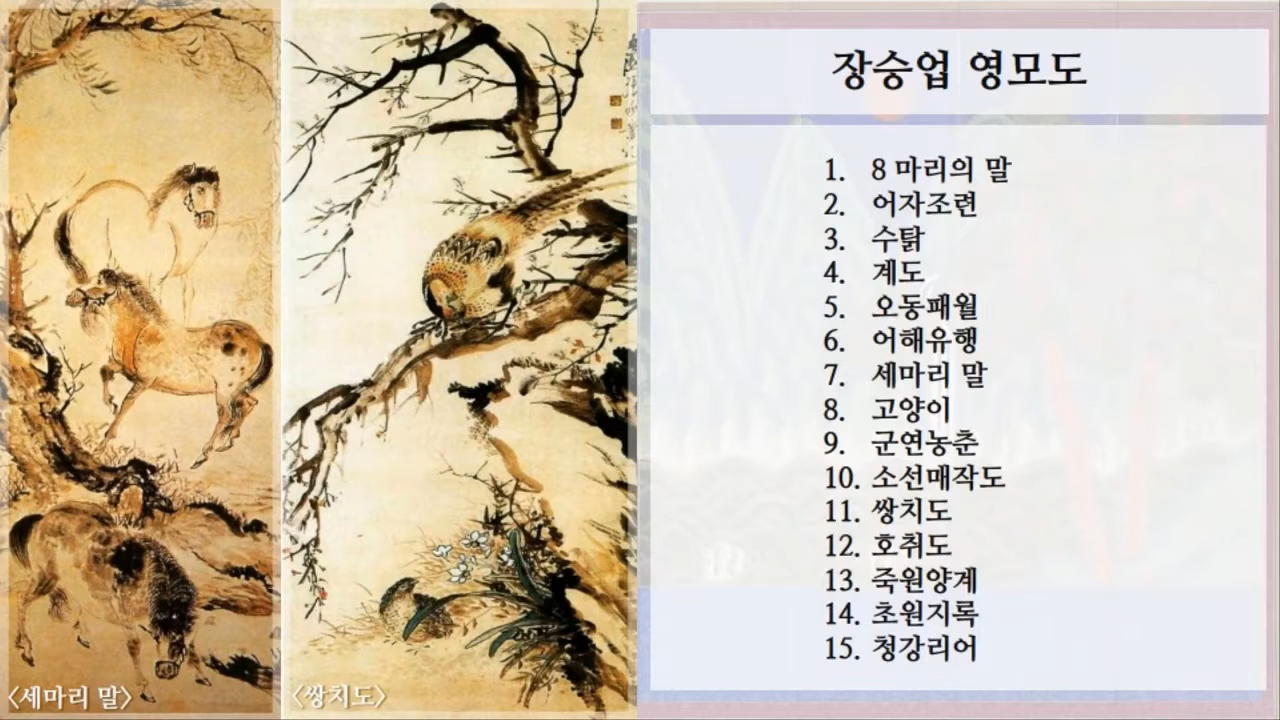 장승업 영모도
1. 8 마리의 말
2. 어자조련
3. 수탉
4. 계도
5. 오동패월
6. 어해유행
7. 세마리 말
8. 고양이
9. 군연농춘
10. 소선매작도
11. 쌍치도
12. 호취도
13. 죽원양계
14. 초원지록
15. 청강리어
<세마리 말>
<쌍치도>